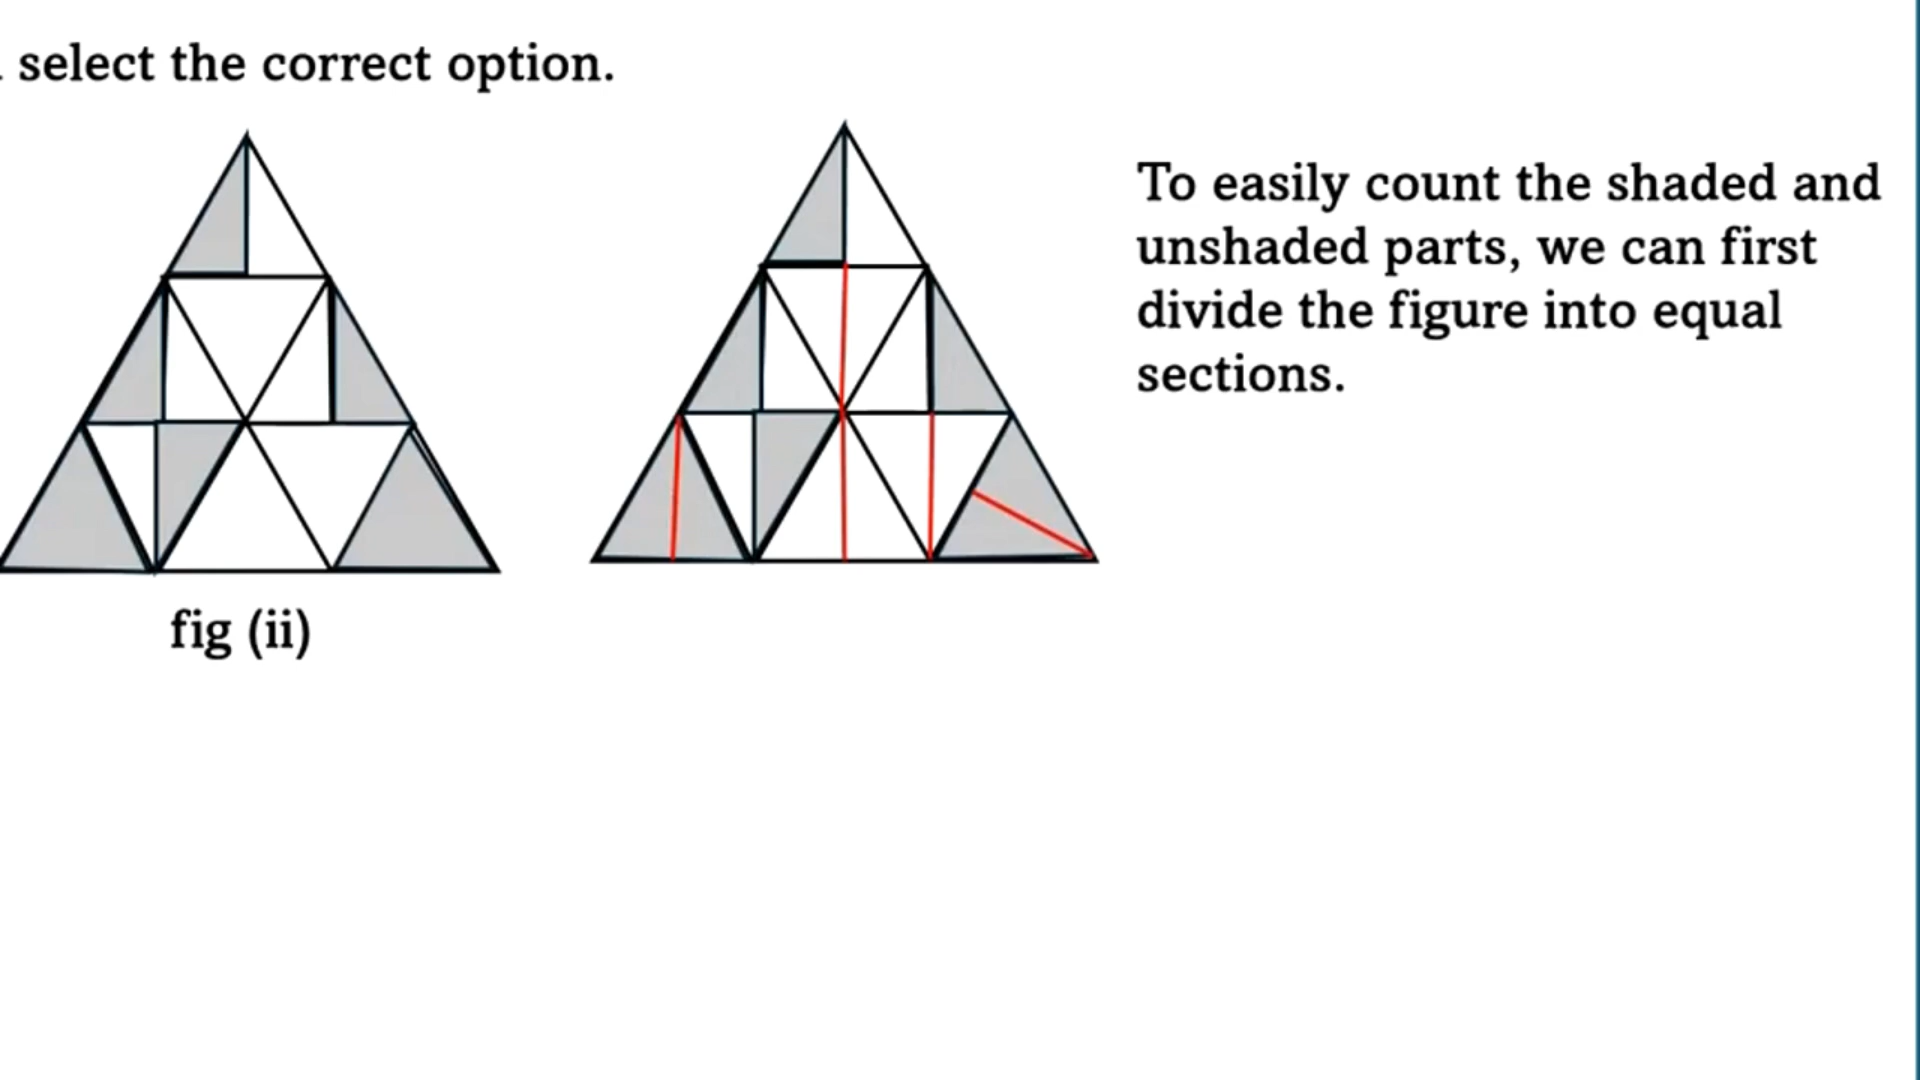 select the correct option.
To easily count the shaded and
unshaded parts, we can first
divide the figure into equal
sections.
fig (ii)